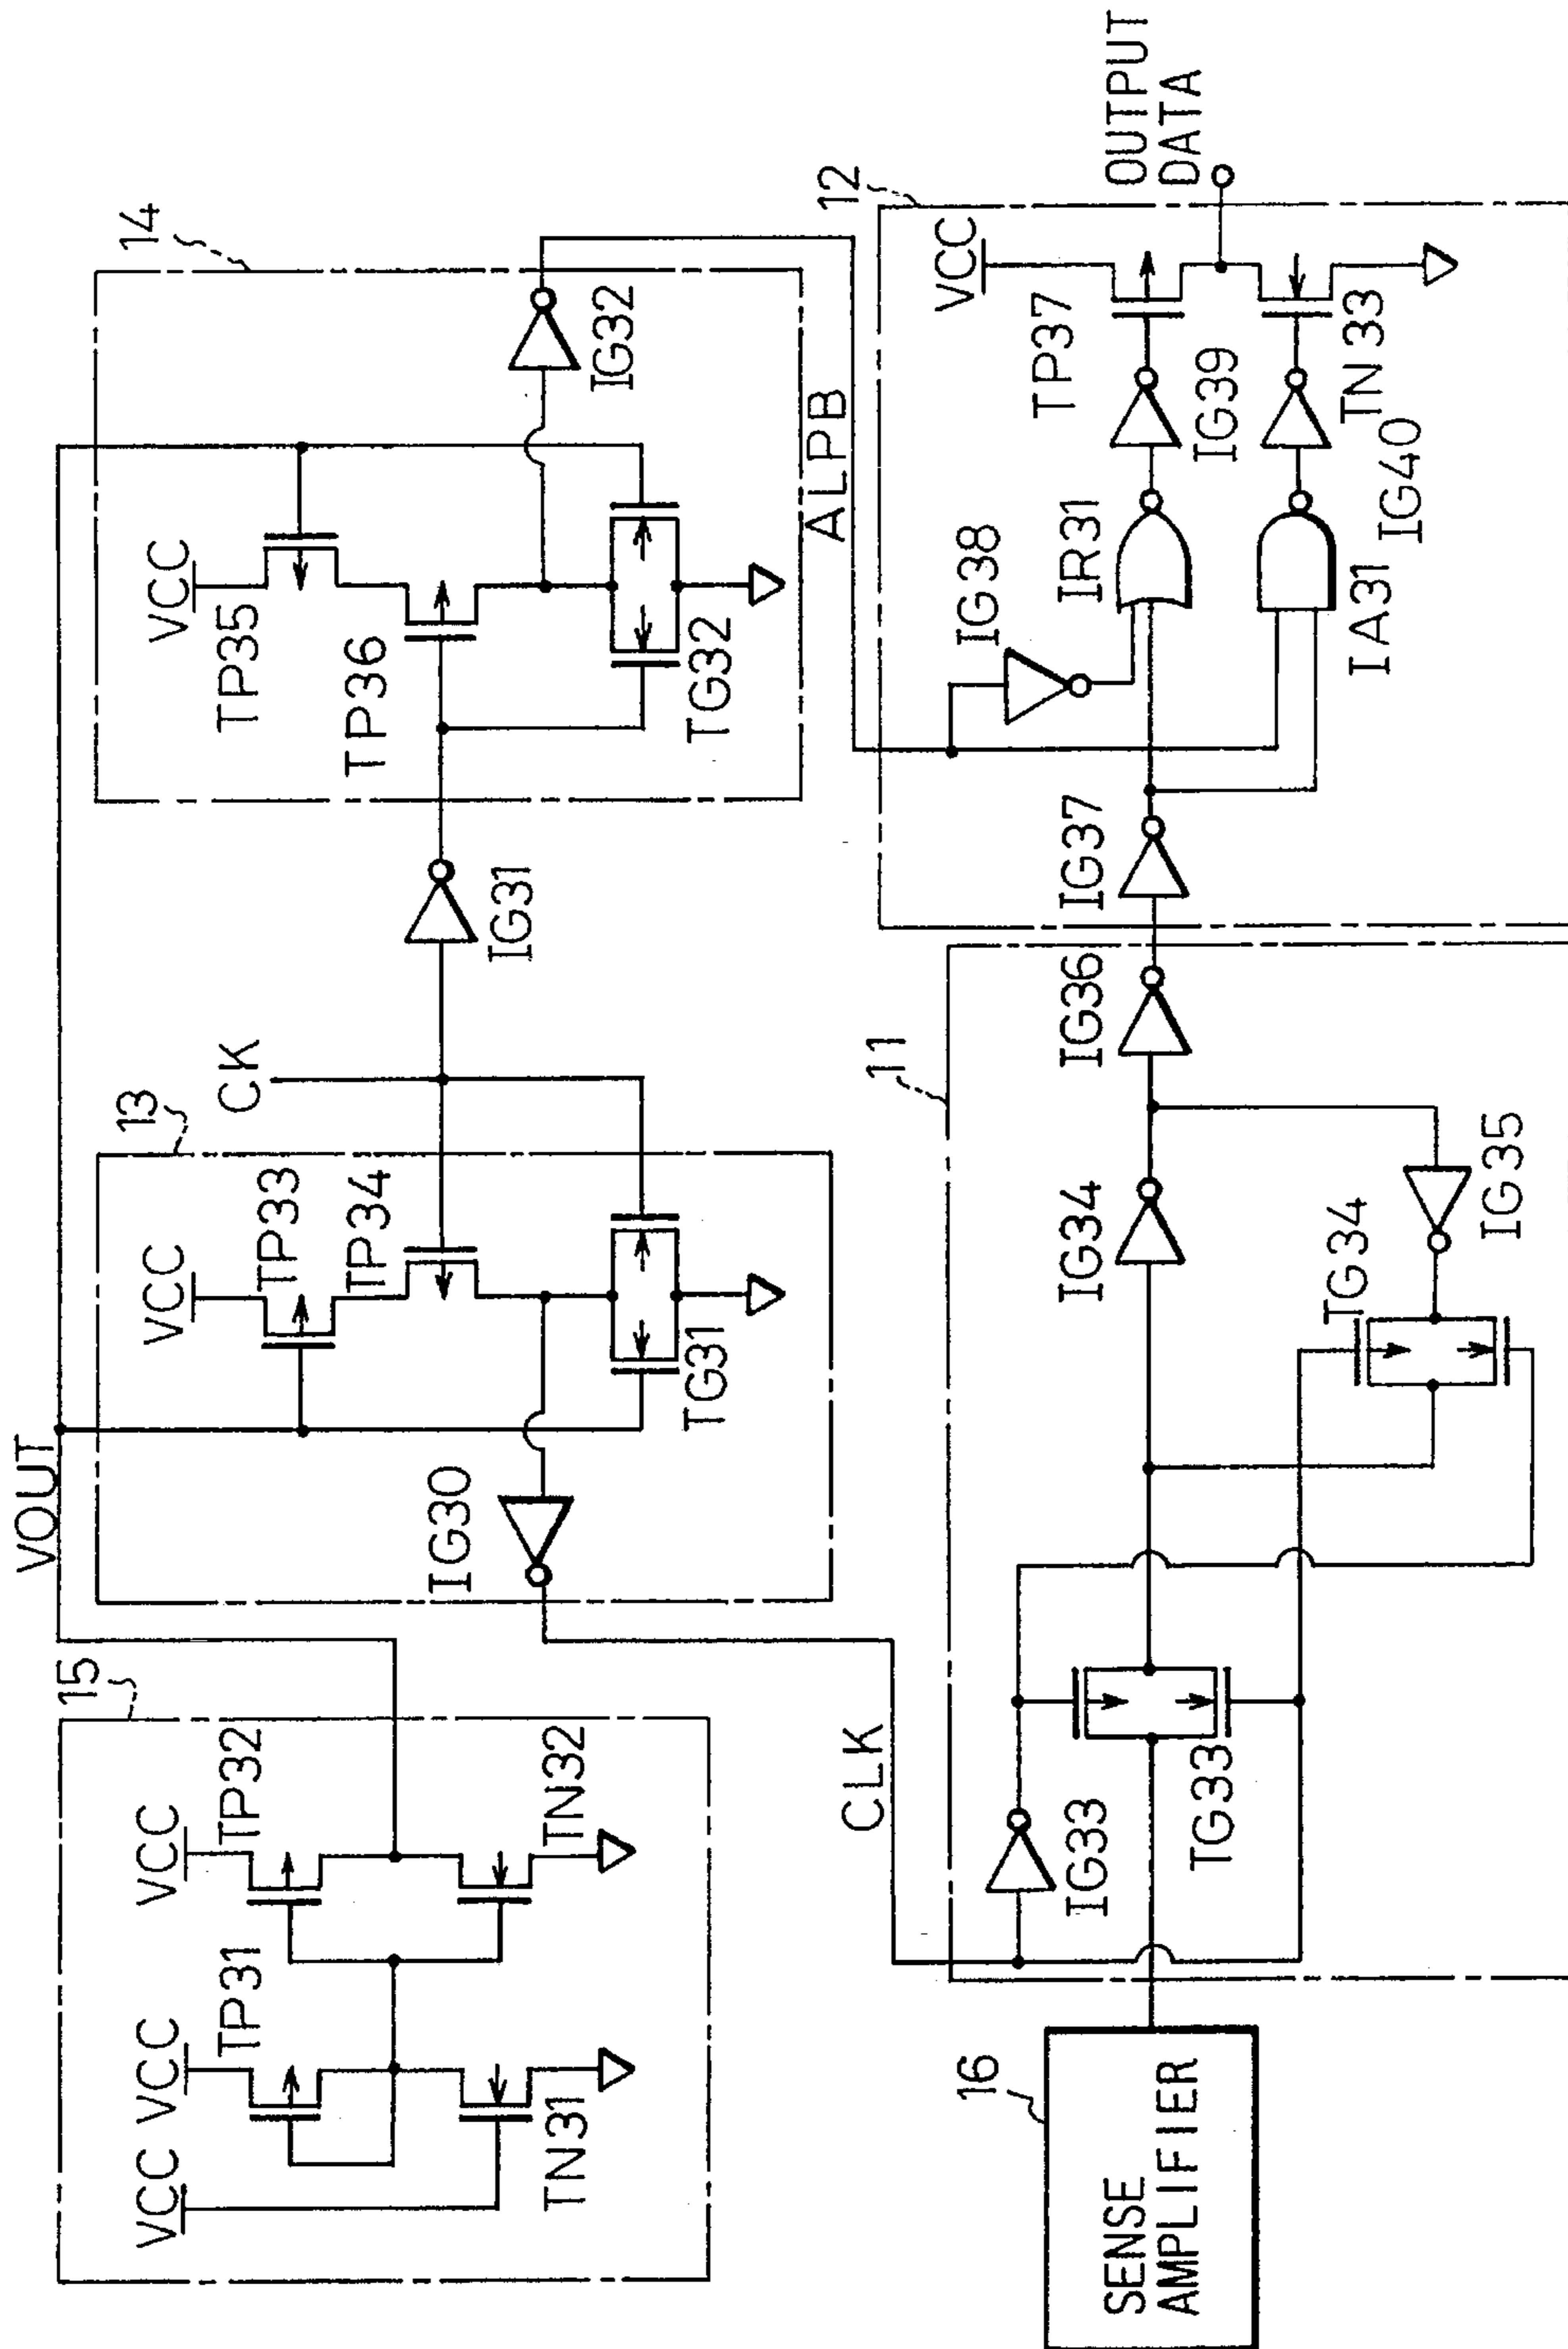 VOUT
15
VCC
VCC
VCC
TP31
TP32
TN31
TN32
13
VCC
TP33
TP34
CK
IG30
TG31
IG31
14
VCC
TP35
TP36
TG32
IG32
CLK
ALPB
16
SENSE
AMPLIFIER
11
IG33
TG33
IG34
TG34
IG35
IG36
12
IG37
IG38
IR31
IA31
IG39
IG40
VCC
TP37
TN33
OUTPUT
DATA